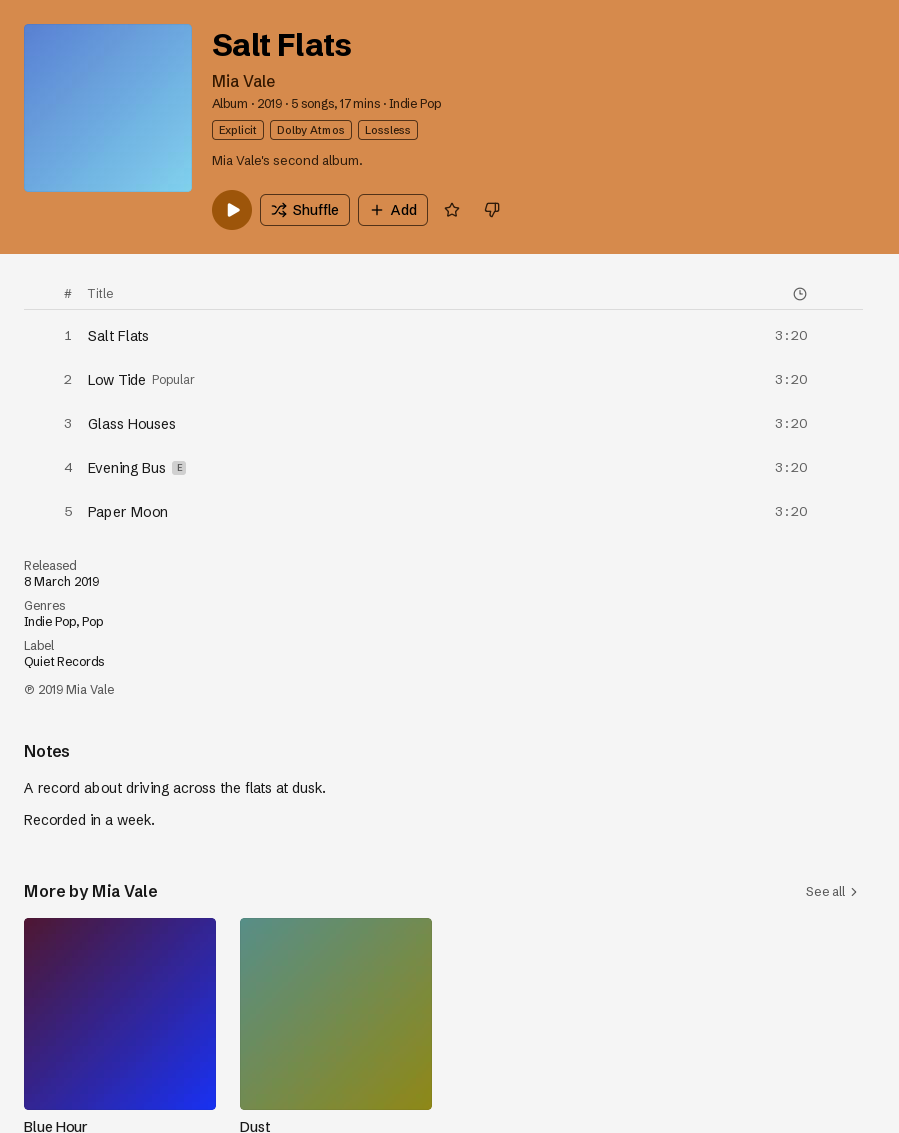 Salt Flats
Mia Vale
Album · 2019 · 5 songs, 17 mins · Indie Pop
Explicit Dolby Atmos Lossless
Mia Vale's second album.
Shuffle Add
# Title
1 Salt Flats 3:20
2 Low Tide Popular 3:20
3 Glass Houses 3:20
4 Evening Bus E 3:20
5 Paper Moon 3:20
Released
8 March 2019
Genres
Indie Pop, Pop
Label
Quiet Records
℗ 2019 Mia Vale
Notes
A record about driving across the flats at dusk.
Recorded in a week.
More by Mia Vale See all
Blue Hour Dust